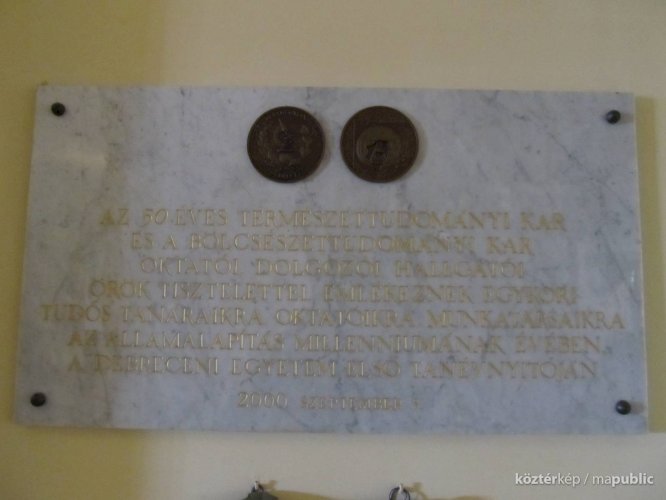 AZ 50 ÉVES TERMÉSZETTUDOMÁNYI KAR
ÉS A BÖLCSÉSZETTUDOMÁNYI KAR
OKTATÓI DOLGOZÓI HALLGATÓI
ÖRÖK TISZTELETTEL EMLÉKEZNEK EGYKORI
TUDÓS TANÁRAIKRA OKTATÓIKRA MUNKATÁRSAIKRA
AZ ÁLLAMALAPÍTÁS MILLENNIUMÁNAK ÉVÉBEN
A DEBRECENI EGYETEM ELSŐ TANÉVNYITÓJÁN
2000 SZEPTEMBER
köztérkép / mapublic